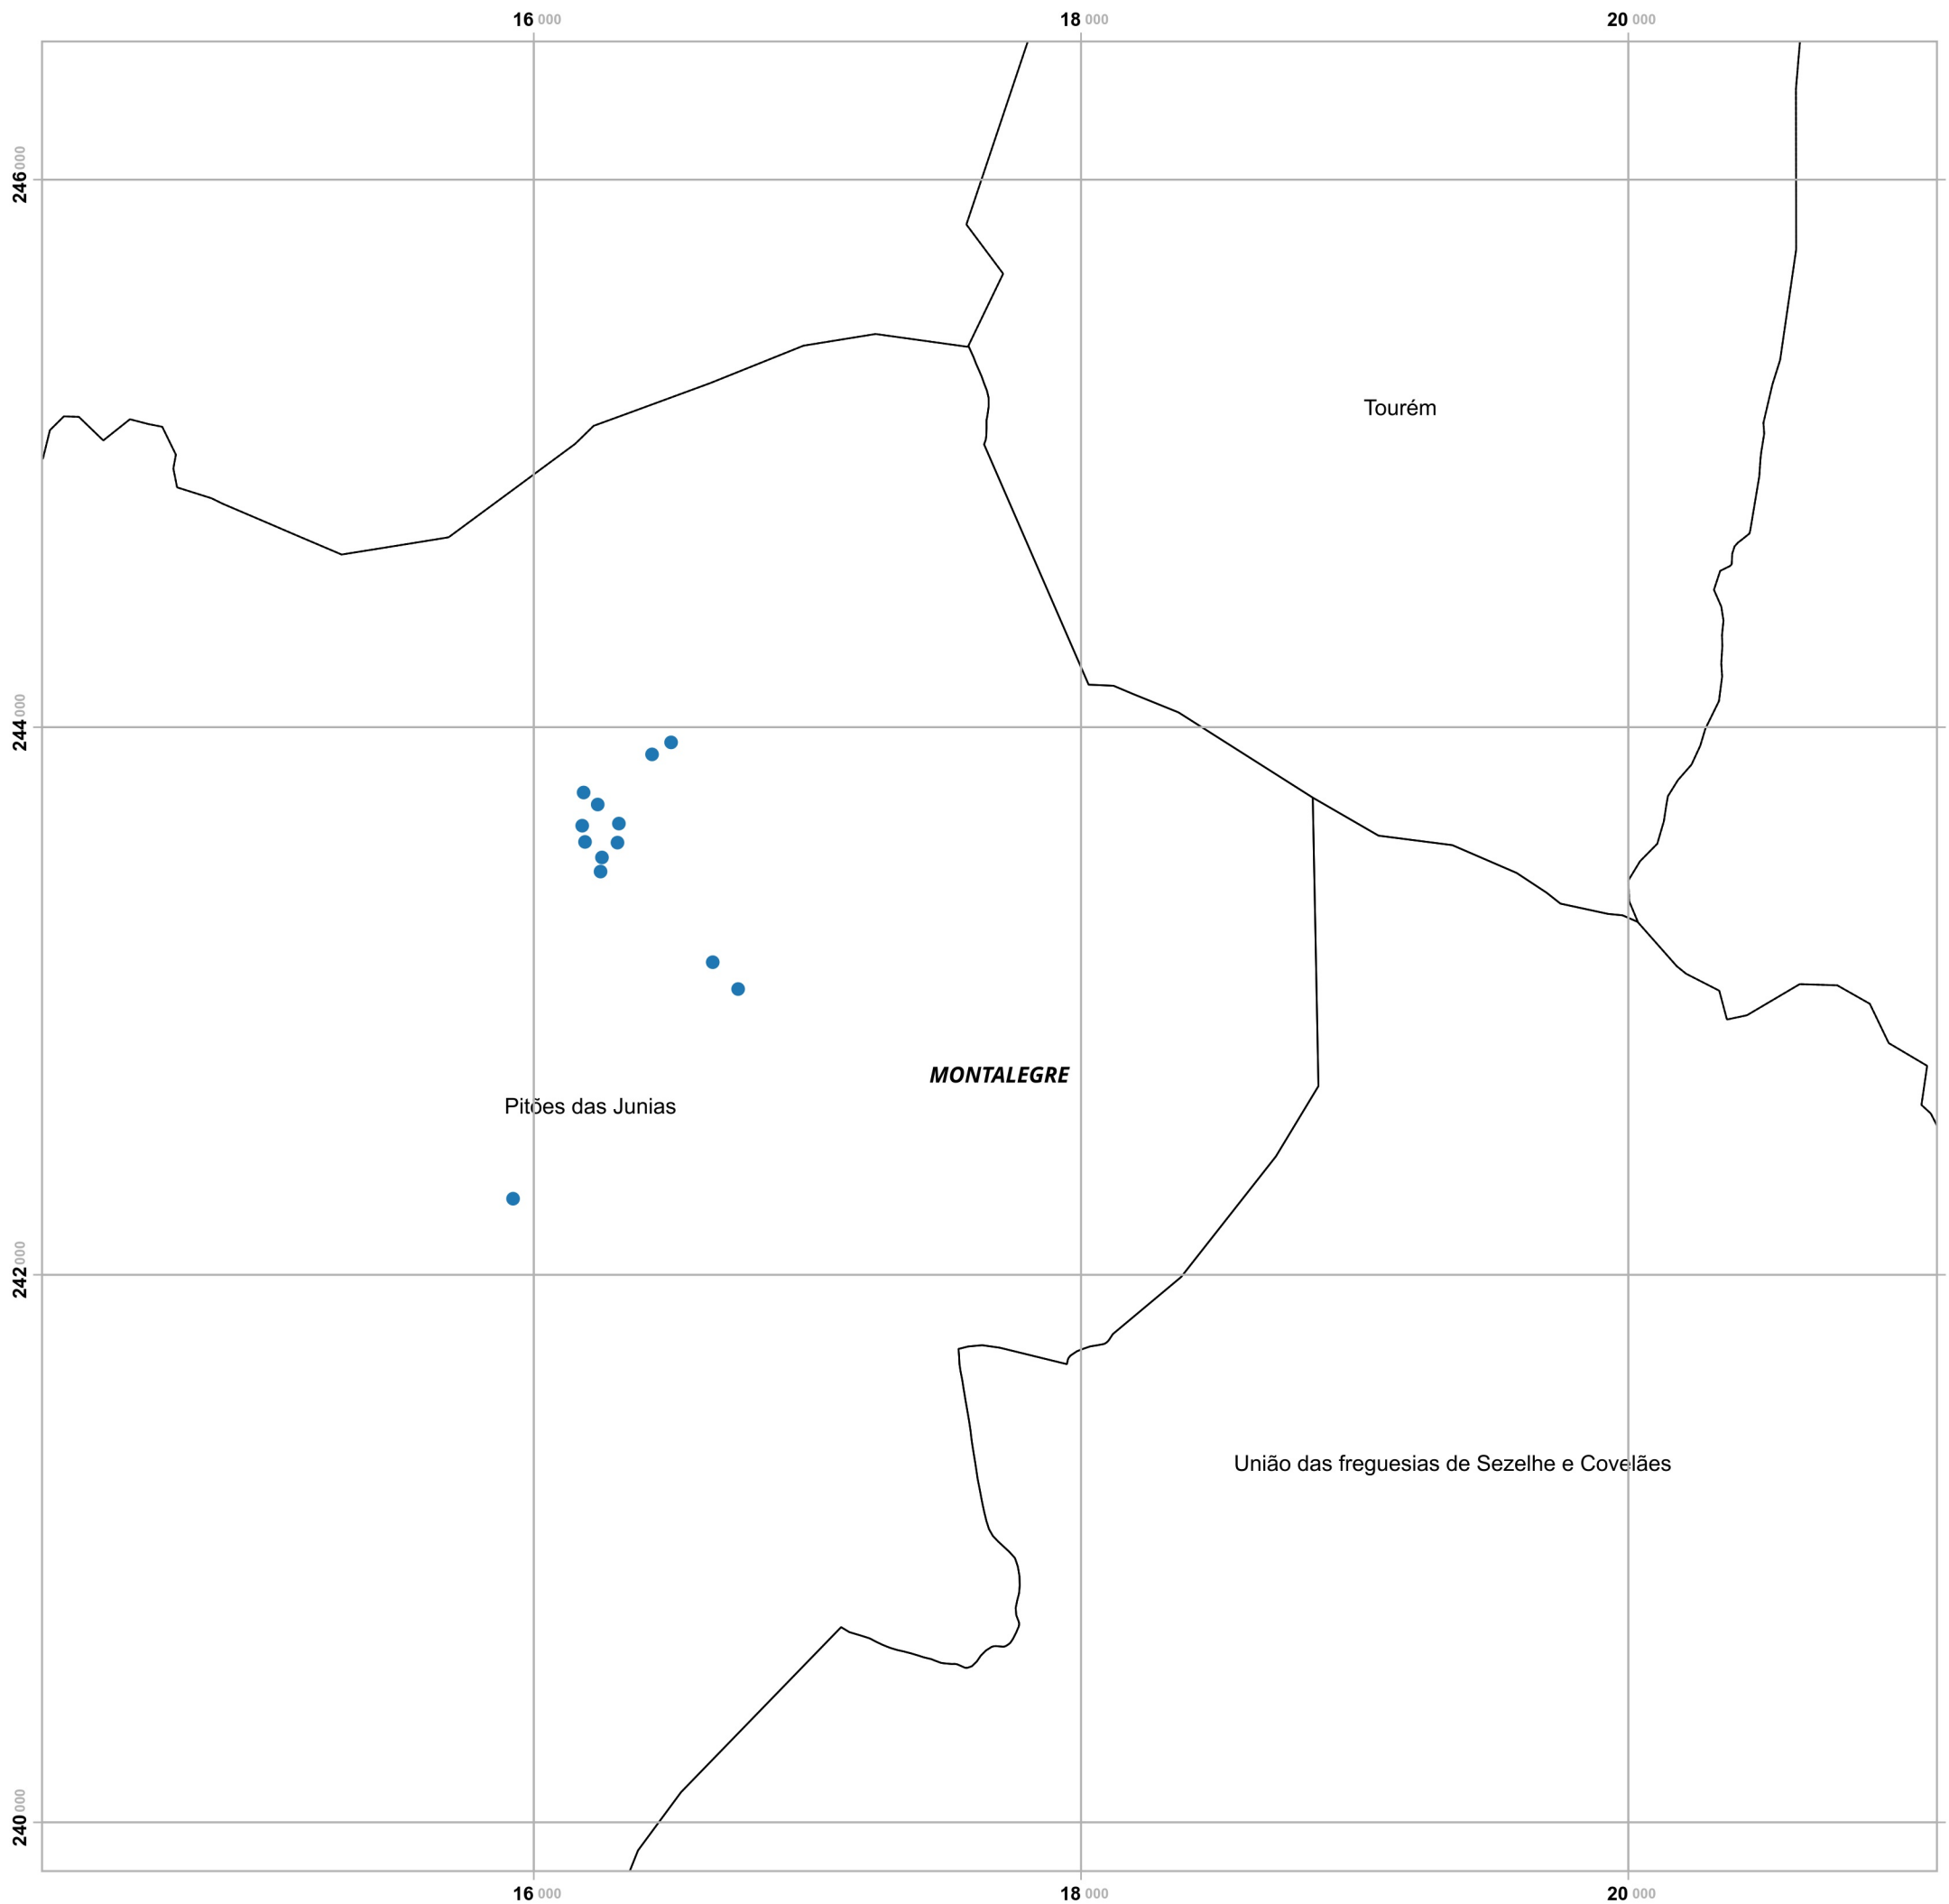 16 000
18 000
20 000
246 000
Tourém
244 000
MONTALEGRE
Pitões das Junias
242 000
União das freguesias de Sezelhe e Covelães
240 000
16 000
18 000
20 000